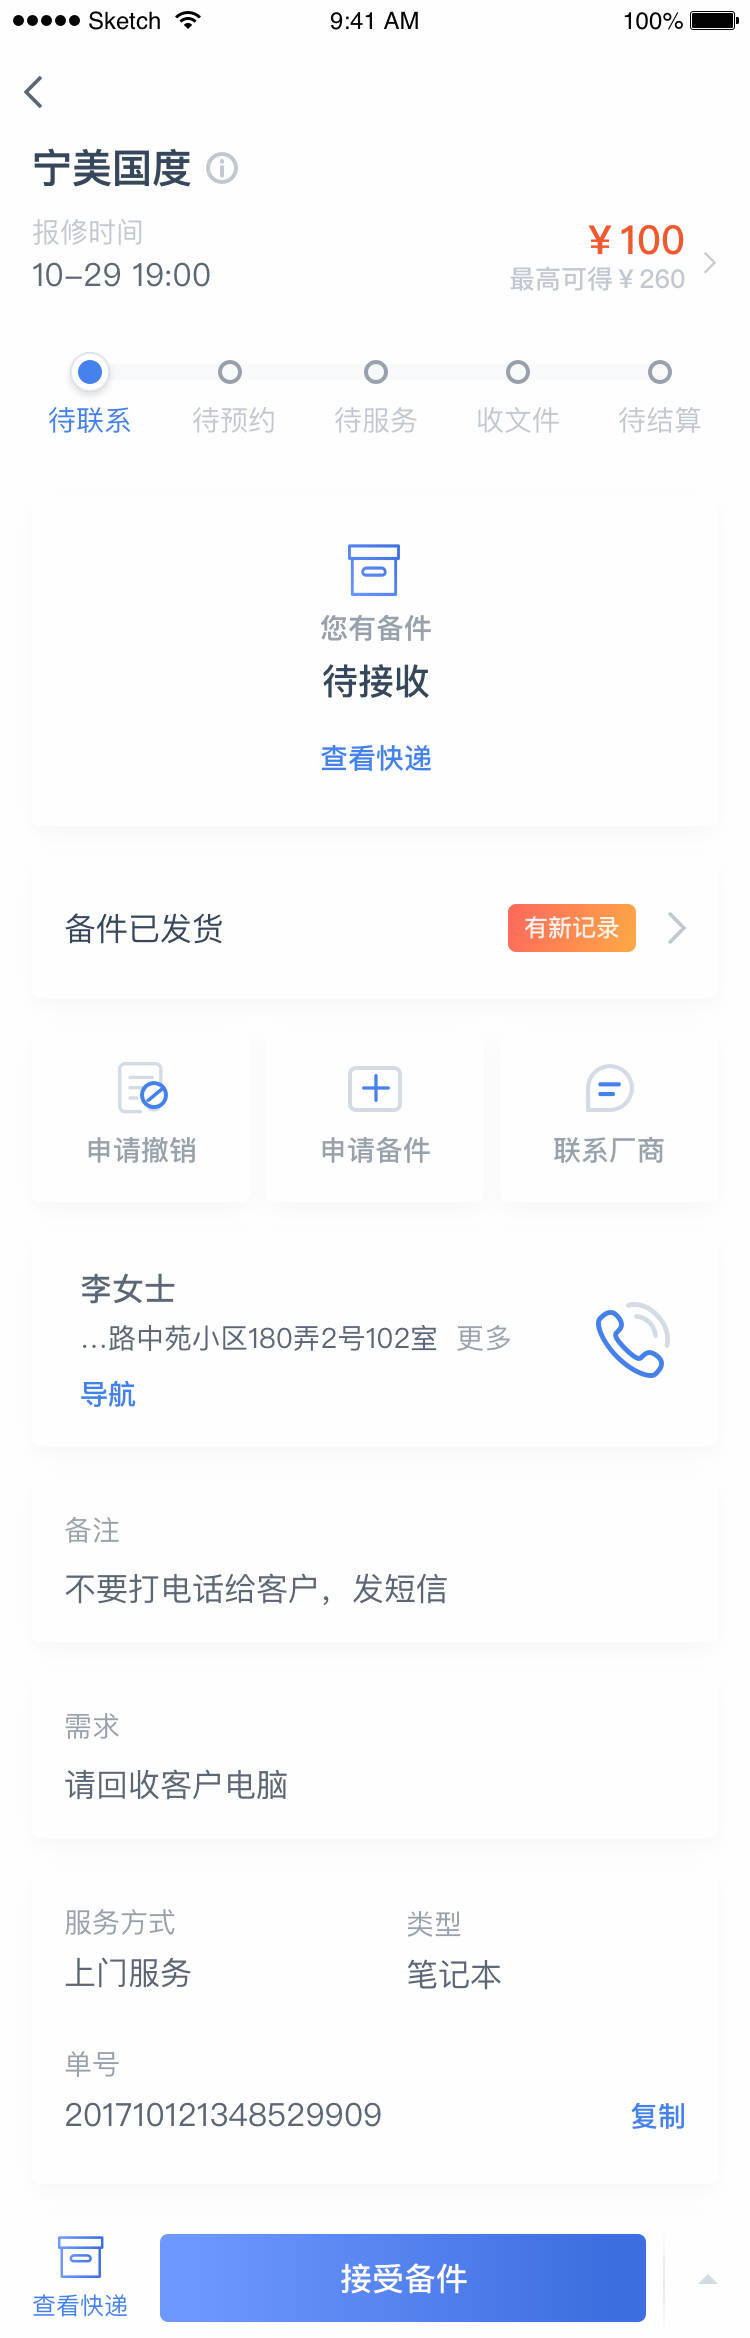 Sketch 9:41 AM 100%
宁美国度
报修时间
10-29 19:00
¥100
最高可得¥260
待联系 待预约 待服务 收文件 待结算
您有备件
待接收
查看快递
备件已发货 有新记录
申请撤销 申请备件 联系厂商
李女士
...路中苑小区180弄2号102室 更多
导航
备注
不要打电话给客户，发短信
需求
请回收客户电脑
服务方式 类型
上门服务 笔记本
单号
201710121348529909 复制
查看快递 接受备件